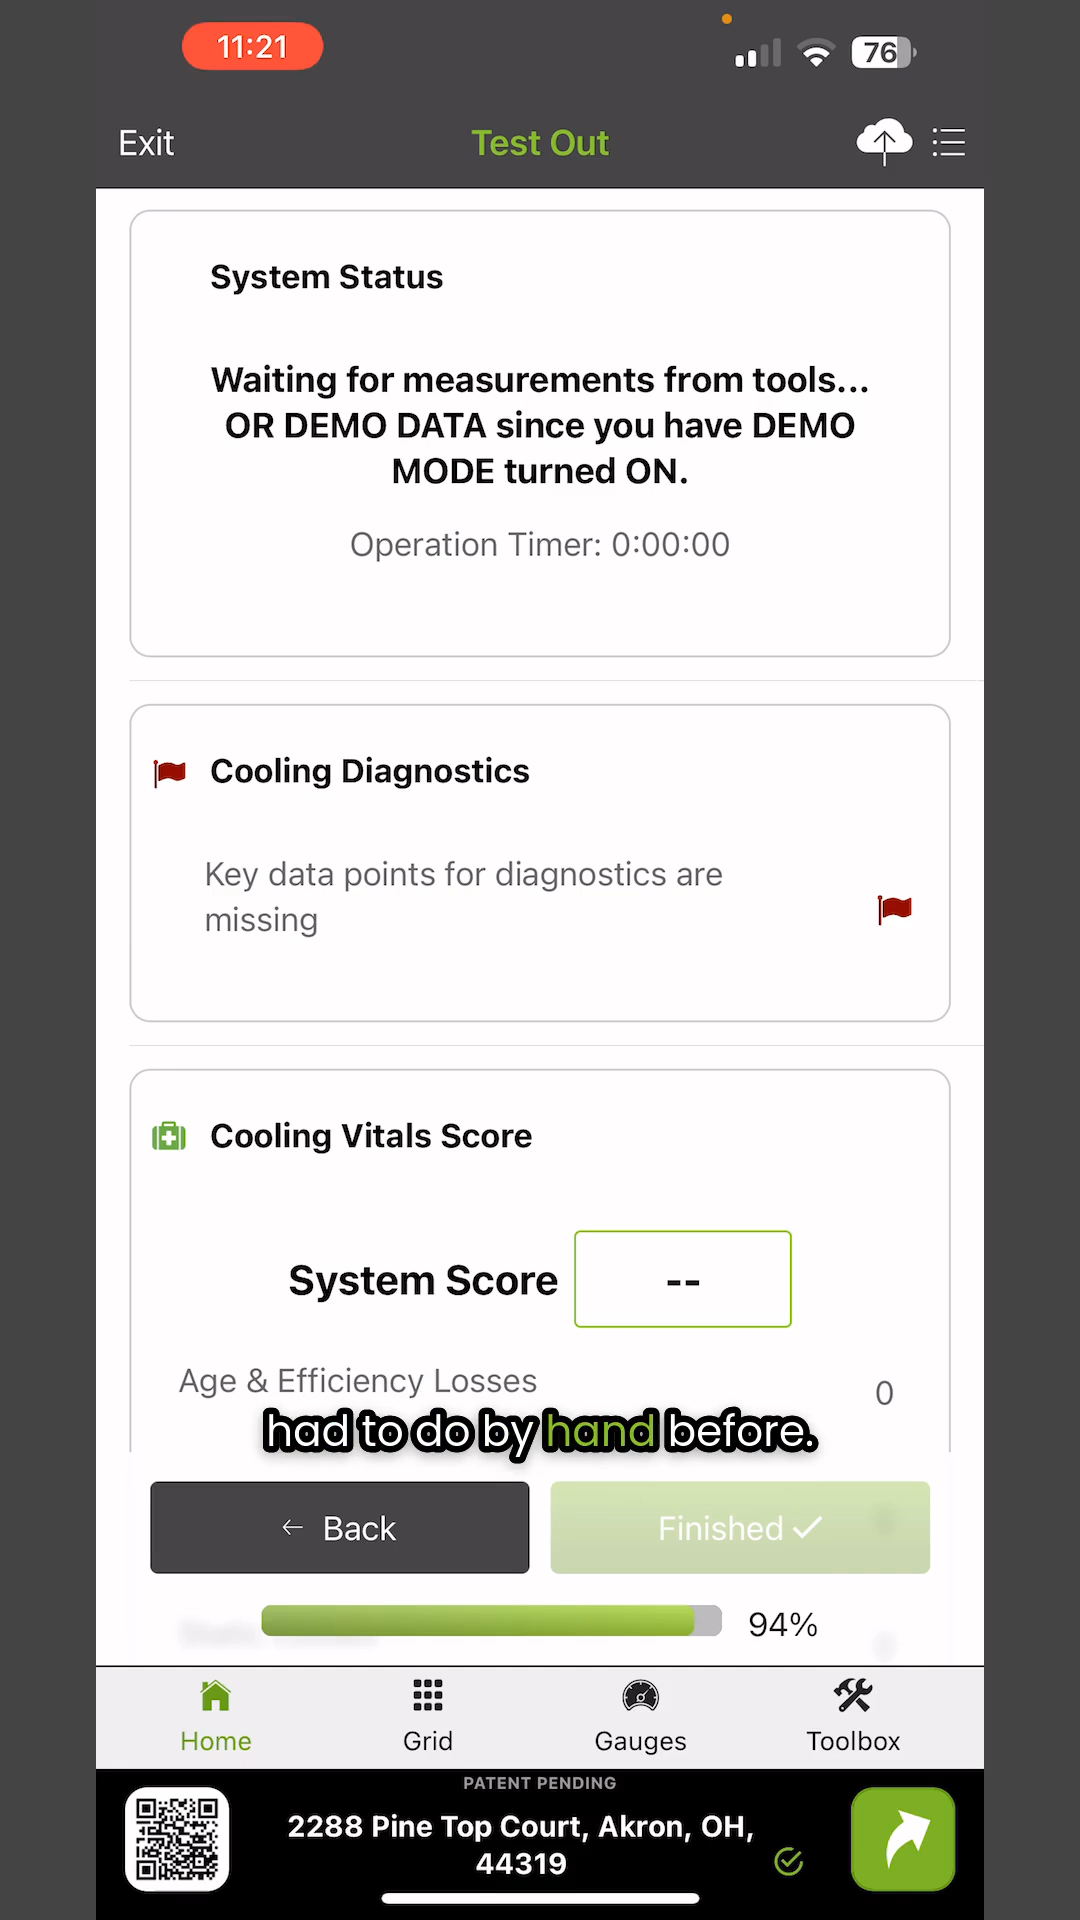 11:21
76
Exit
Test Out
System Status
Waiting for measurements from tools...
OR DEMO DATA since you have DEMO
MODE turned ON.
Operation Timer: 0:00:00
Cooling Diagnostics
Key data points for diagnostics are
missing
Cooling Vitals Score
System Score
--
Age & Efficiency Losses
0
had to do by hand before.
← Back
Finished ✓
94%
Home
Grid
Gauges
Toolbox
PATENT PENDING
2288 Pine Top Court, Akron, OH,
44319